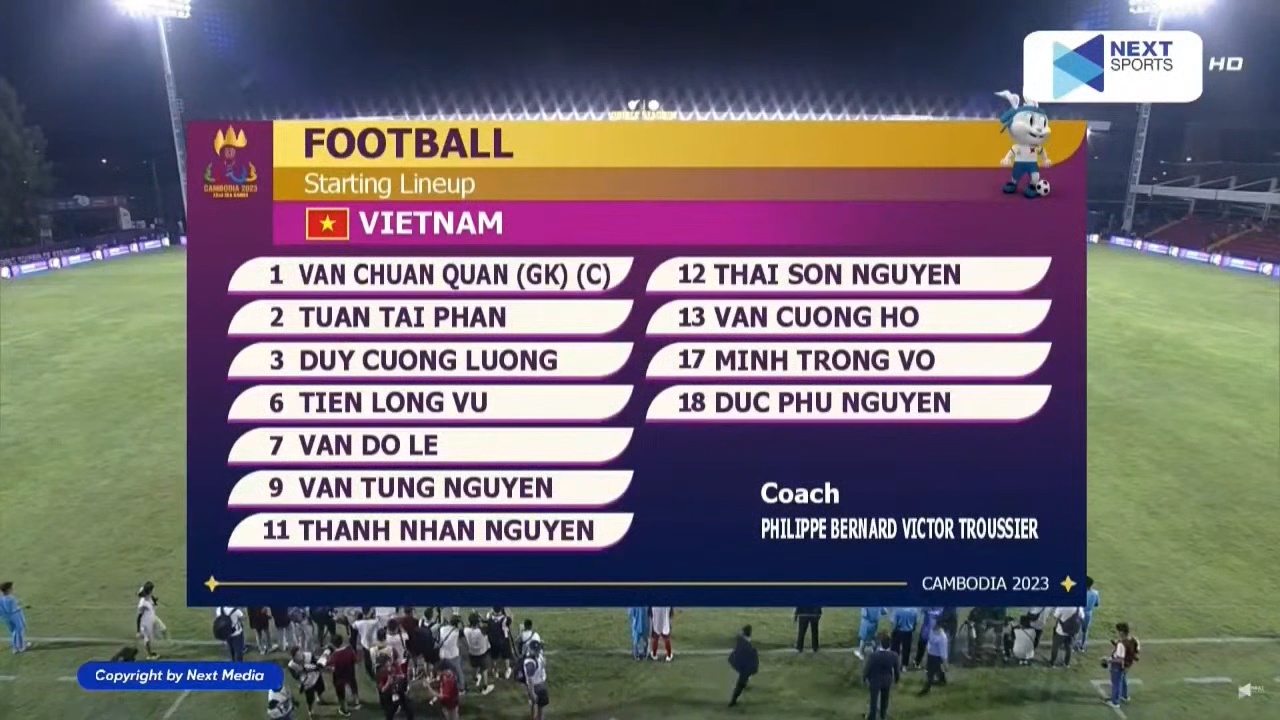 NEXT
SPORTS
HD
CAMBODIA 2023
FOOTBALL
Starting Lineup
VIETNAM
1 VAN CHUAN QUAN (GK) (C)
2 TUAN TAI PHAN
3 DUY CUONG LUONG
6 TIEN LONG VU
7 VAN DO LE
9 VAN TUNG NGUYEN
11 THANH NHAN NGUYEN
12 THAI SON NGUYEN
13 VAN CUONG HO
17 MINH TRONG VO
18 DUC PHU NGUYEN
Coach
PHILIPPE BERNARD VICTOR TROUSSIER
CAMBODIA 2023
Copyright by Next Media